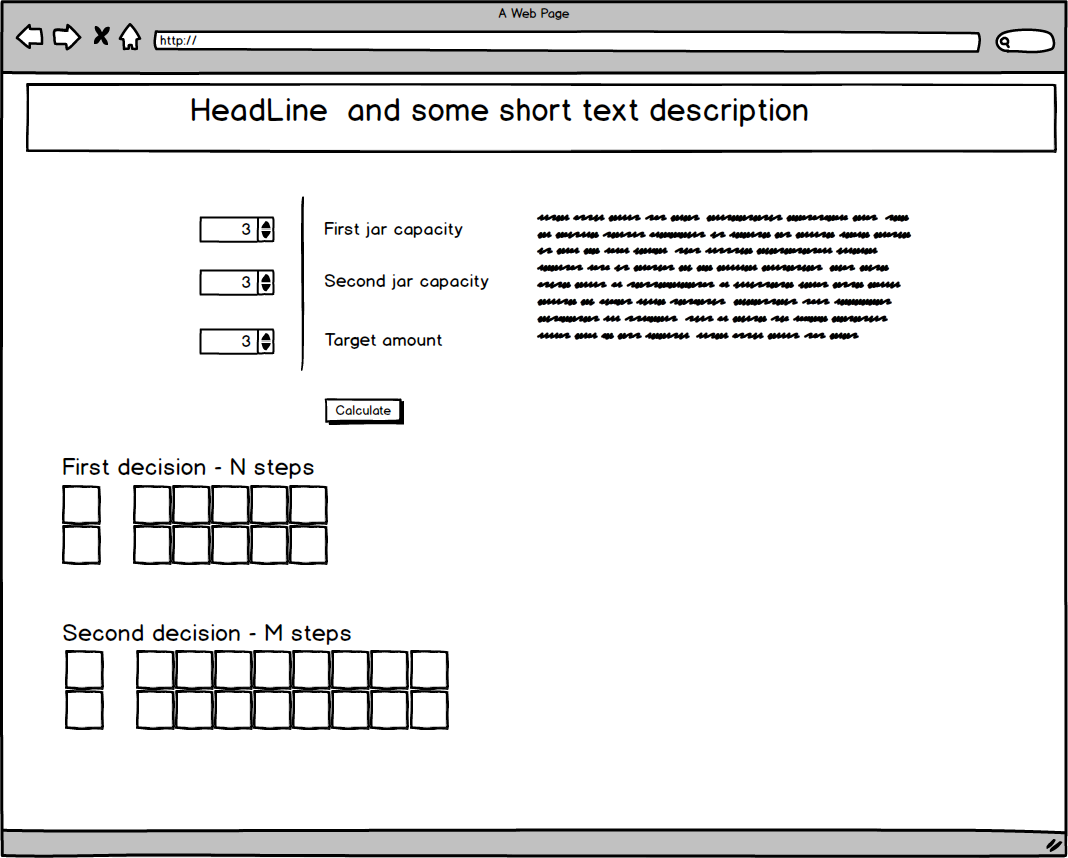 A Web Page
http://
HeadLine and some short text description
3 First jar capacity
3 Second jar capacity
3 Target amount
Calculate
First decision - N steps
Second decision - M steps